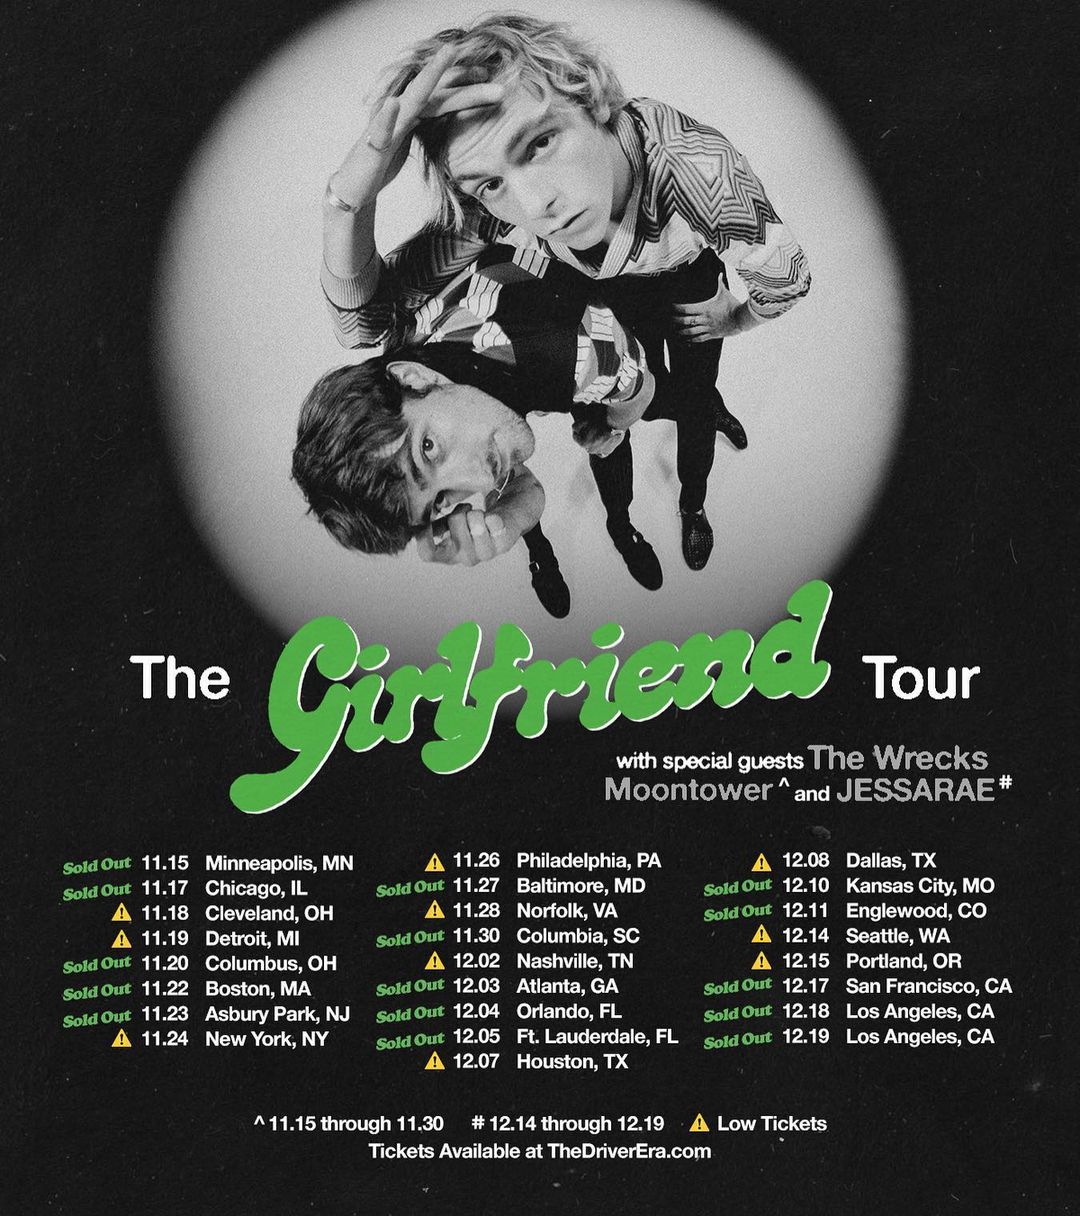 The Girlfriend Tour
with special guests The Wrecks
Moontower ^ and JESSARAE #
Sold Out 11.15 Minneapolis, MN
Sold Out 11.17 Chicago, IL
⚠ 11.18 Cleveland, OH
⚠ 11.19 Detroit, MI
Sold Out 11.20 Columbus, OH
Sold Out 11.22 Boston, MA
Sold Out 11.23 Asbury Park, NJ
⚠ 11.24 New York, NY
⚠ 11.26 Philadelphia, PA
Sold Out 11.27 Baltimore, MD
⚠ 11.28 Norfolk, VA
Sold Out 11.30 Columbia, SC
⚠ 12.02 Nashville, TN
Sold Out 12.03 Atlanta, GA
Sold Out 12.04 Orlando, FL
Sold Out 12.05 Ft. Lauderdale, FL
⚠ 12.07 Houston, TX
⚠ 12.08 Dallas, TX
Sold Out 12.10 Kansas City, MO
Sold Out 12.11 Englewood, CO
⚠ 12.14 Seattle, WA
⚠ 12.15 Portland, OR
Sold Out 12.17 San Francisco, CA
Sold Out 12.18 Los Angeles, CA
Sold Out 12.19 Los Angeles, CA
^ 11.15 through 11.30 # 12.14 through 12.19 ⚠ Low Tickets
Tickets Available at TheDriverEra.com